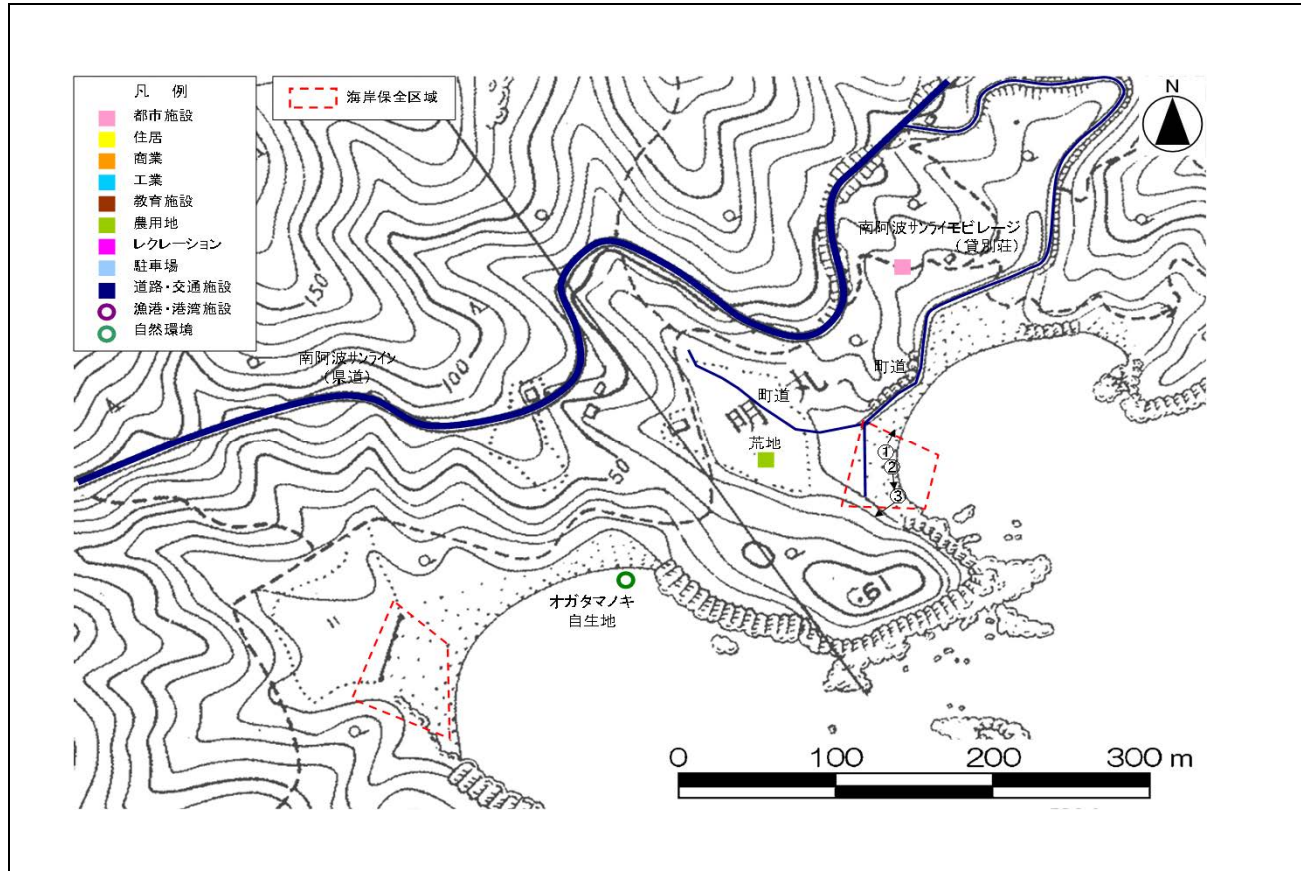 凡 例
都市施設
住居
商業
工業
教育施設
農用地
レクレーション
駐車場
道路・交通施設
漁港・港湾施設
自然環境
海岸保全区域
N
150
南阿波サンライモビレージ
(貸別荘)
南阿波サンライン
(県道)
100
町道
町道
明丸
荒地
50
①
②
③
61
オガタマノキ
自生地
0 100 200 300 m